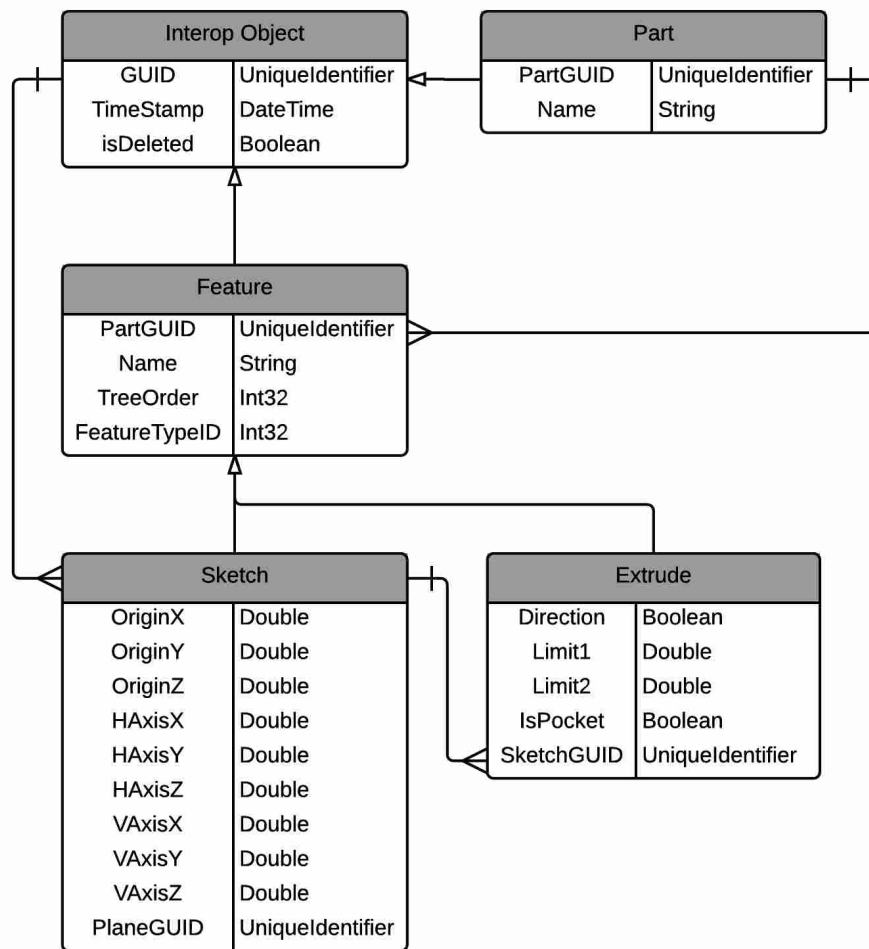 Interop Object
GUID UniqueIdentifier
TimeStamp DateTime
isDeleted Boolean
Part
PartGUID UniqueIdentifier
Name String
Feature
PartGUID UniqueIdentifier
Name String
TreeOrder Int32
FeatureTypeID Int32
Sketch
OriginX Double
OriginY Double
OriginZ Double
HAxisX Double
HAxisY Double
HAxisZ Double
VAxisX Double
VAxisY Double
VAxisZ Double
PlaneGUID UniqueIdentifier
Extrude
Direction Boolean
Limit1 Double
Limit2 Double
IsPocket Boolean
SketchGUID UniqueIdentifier